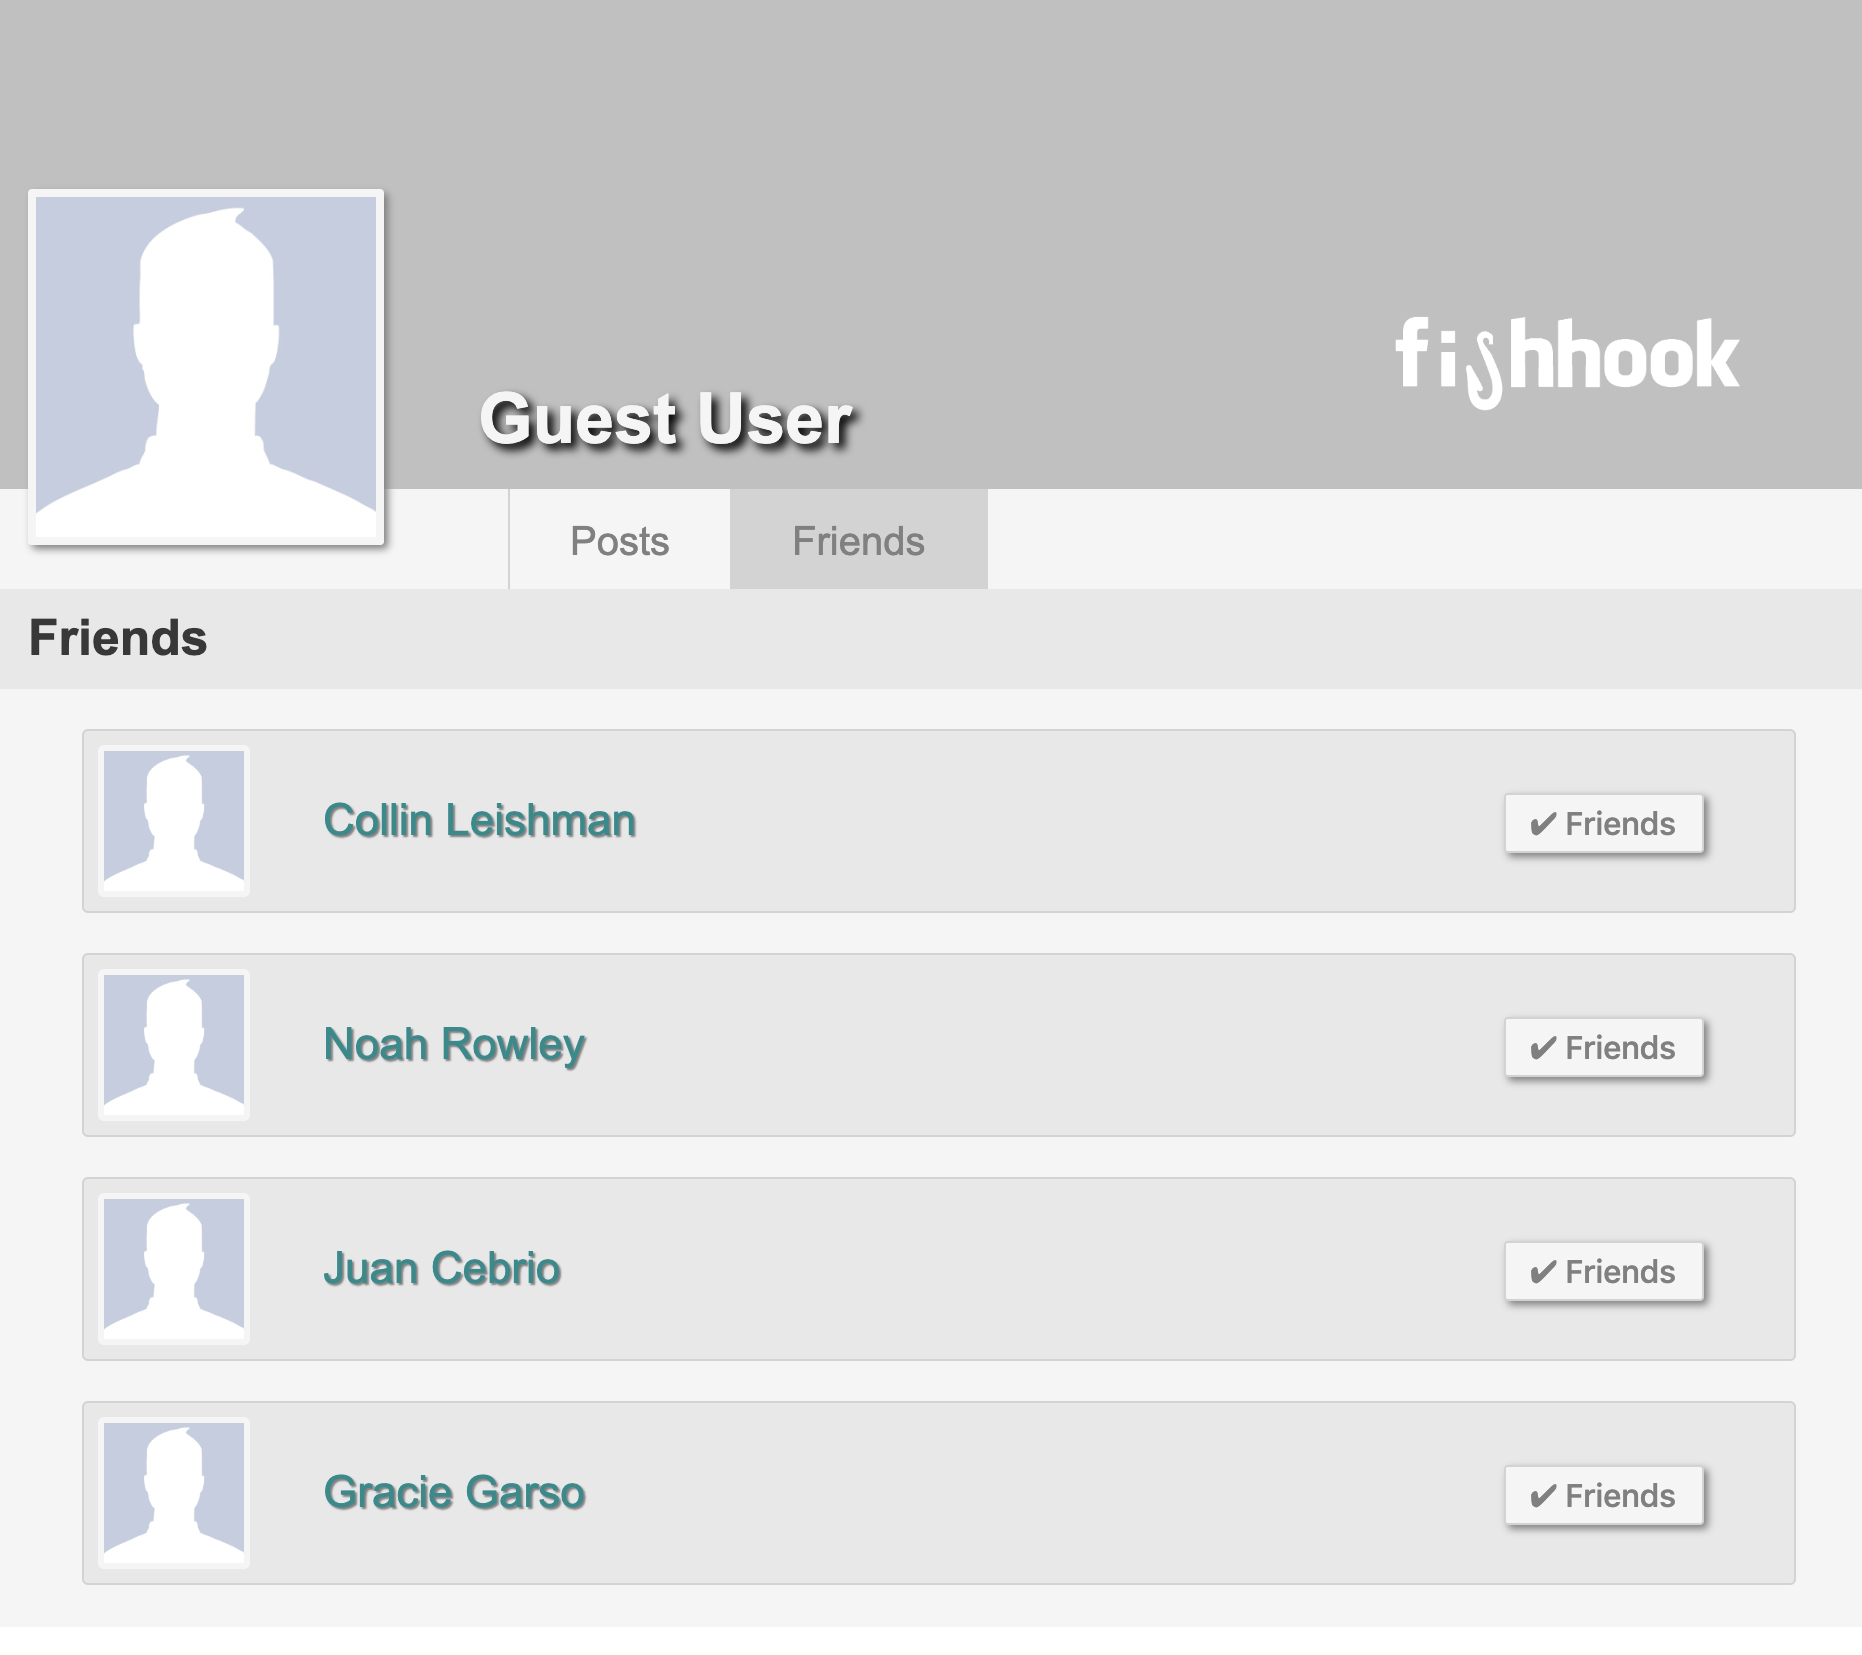 fishhook
Guest User
Posts
Friends
Friends
Collin Leishman
✔ Friends
Noah Rowley
✔ Friends
Juan Cebrio
✔ Friends
Gracie Garso
✔ Friends